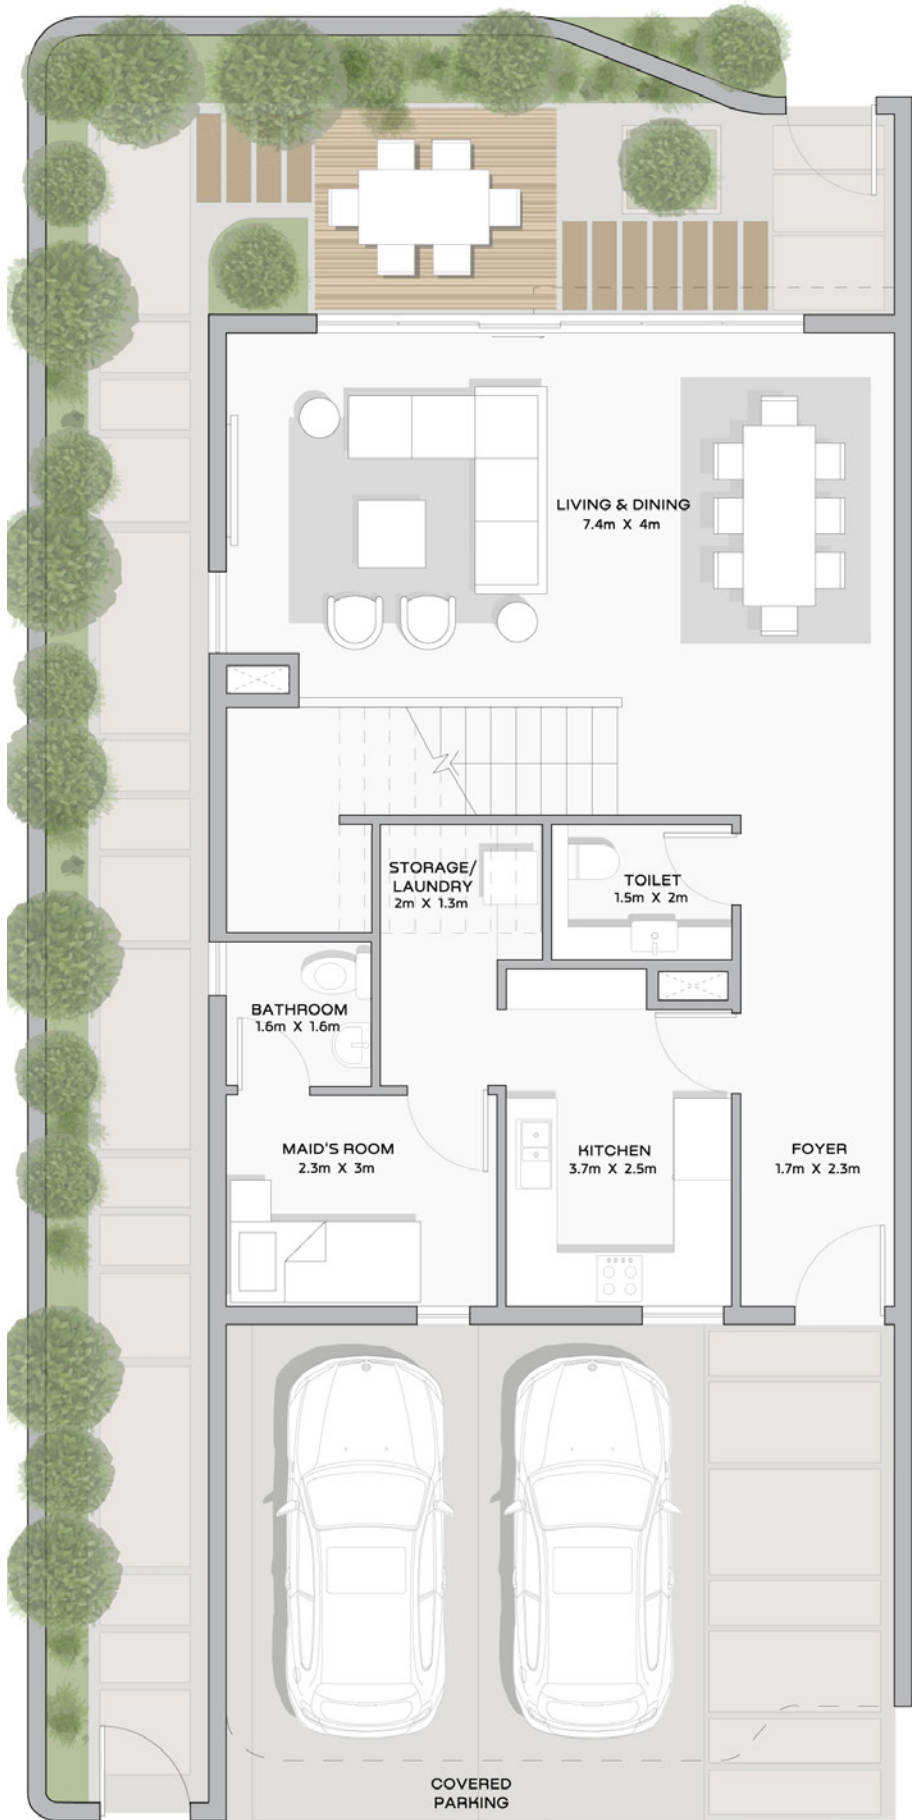 LIVING & DINING
7.4m X 4m
STORAGE/
LAUNDRY
2m X 1.3m
TOILET
1.5m X 2m
BATHROOM
1.6m X 1.6m
MAID'S ROOM
2.3m X 3m
KITCHEN
3.7m X 2.5m
FOYER
1.7m X 2.3m
COVERED
PARKING